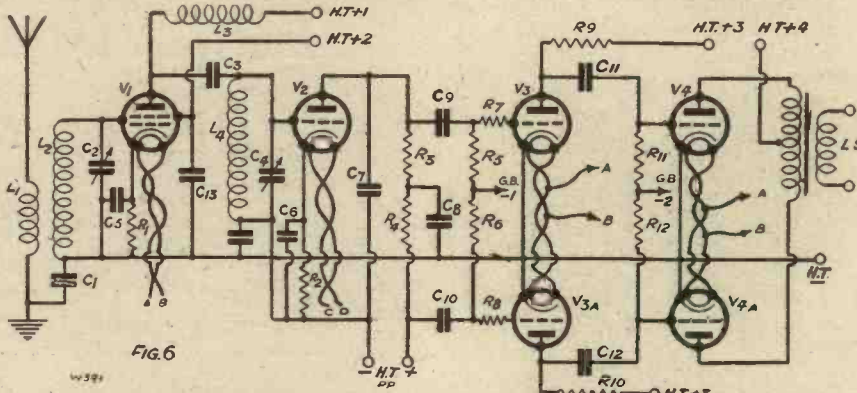 H.T+1
L3
H.T+2
H.T.+3
H T+4
R9
V1
C3
V2
V3
C11
V4
L2
L4
C9
R7
C2
C4
C7
R3
R5
R11
L1
C13
G.B.
-1
A
G.B.
-2
A
L.S
C5
R1
C6
R4
C8
R6
B
R12
B
C1
R2
H.T.
-
A B
C D
C10
R8
V3A
V4A
FIG.6
C12
W391
- H.T +
P.P.
R10